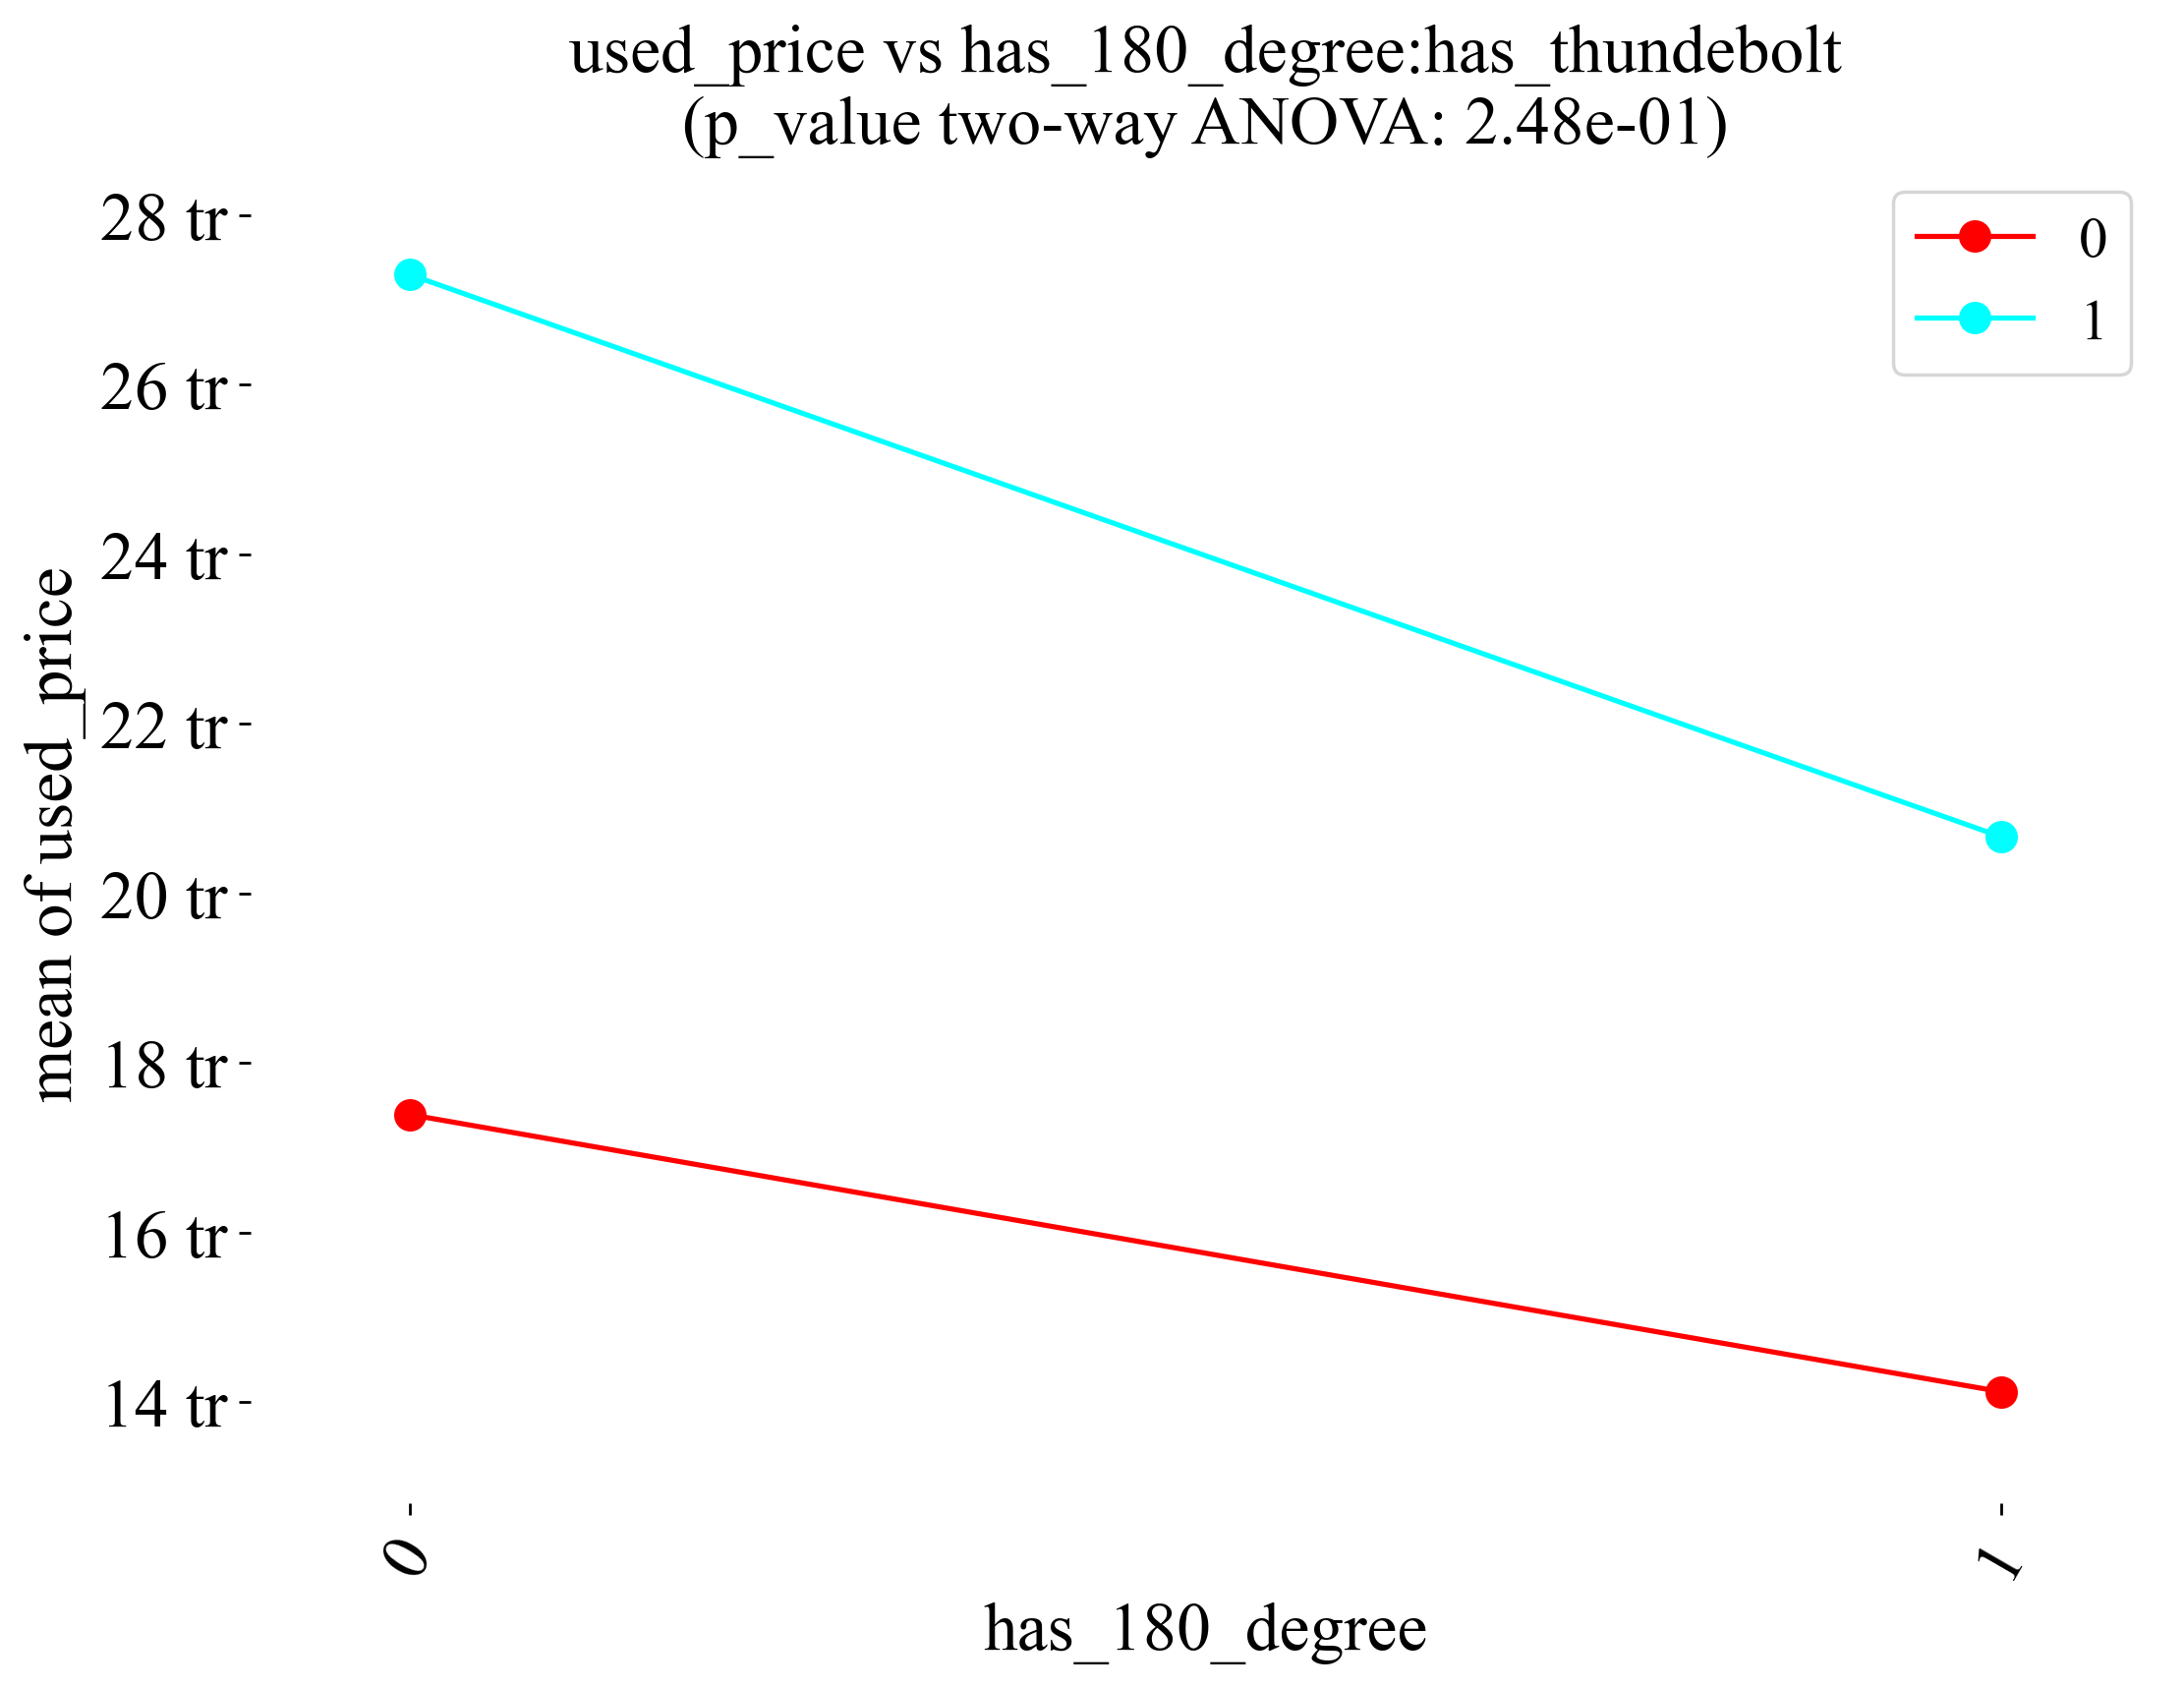 used_price vs has_180_degree:has_thundebolt
(p_value two-way ANOVA: 2.48e-01)
0
1
mean of used_price
28 tr
26 tr
24 tr
22 tr
20 tr
18 tr
16 tr
14 tr
0
1
has_180_degree